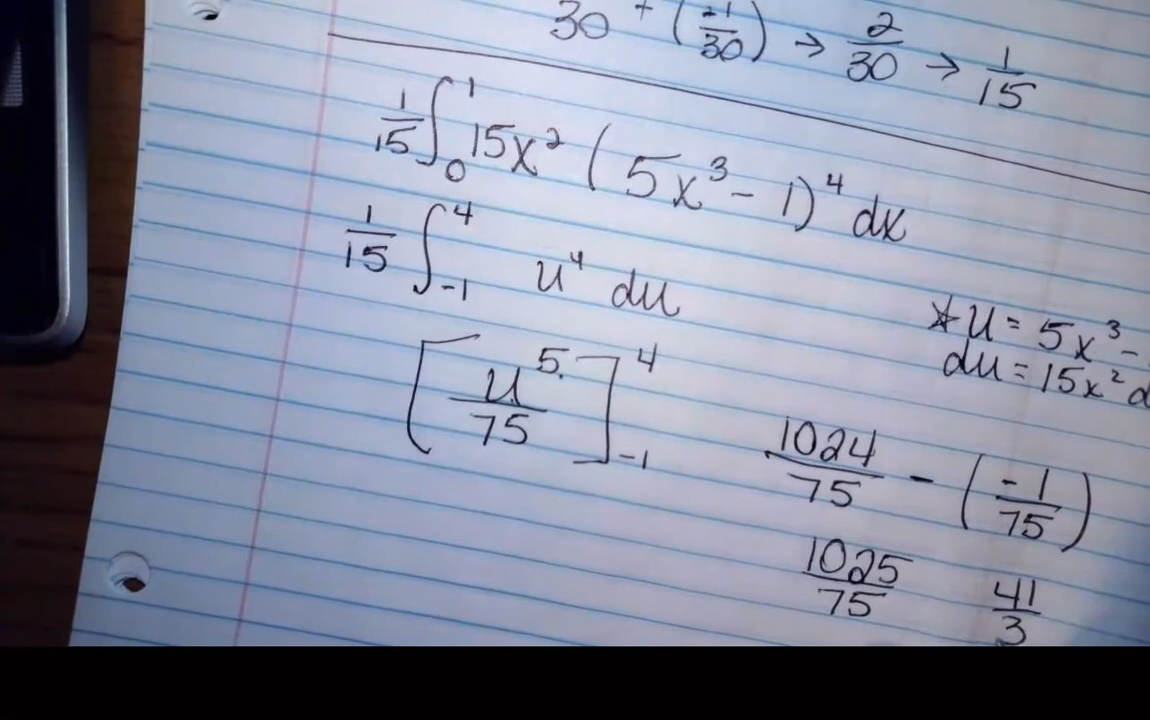 30 + (-1/30) → 2/30 → 1/15
1/15 ∫₀¹ 15x² (5x³ - 1)⁴ dx
1/15 ∫₋₁⁴ u⁴ du
*u = 5x³ -
du = 15x² d
[u⁵/75]₋₁⁴
1024/75 - (-1/75)
1025/75 41/3